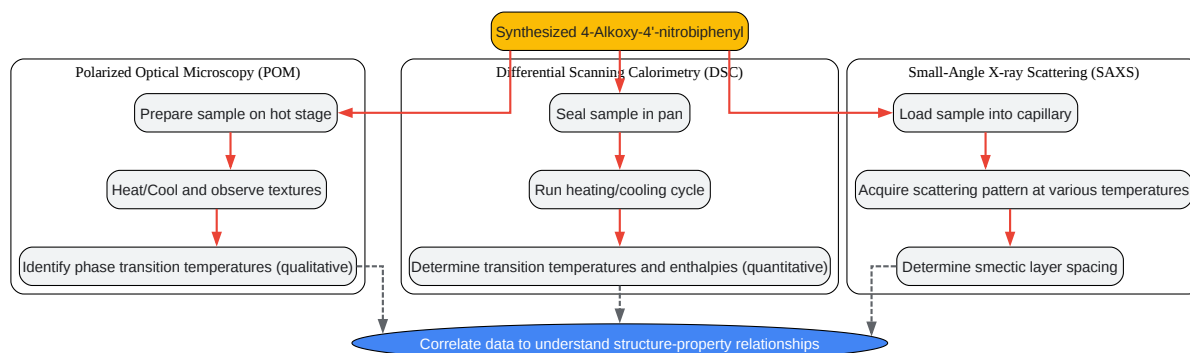 Synthesized 4-Alkoxy-4'-nitrobiphenyl
Polarized Optical Microscopy (POM)
Prepare sample on hot stage
Heat/Cool and observe textures
Identify phase transition temperatures (qualitative)
Differential Scanning Calorimetry (DSC)
Seal sample in pan
Run heating/cooling cycle
Determine transition temperatures and enthalpies (quantitative)
Small-Angle X-ray Scattering (SAXS)
Load sample into capillary
Acquire scattering pattern at various temperatures
Determine smectic layer spacing
Correlate data to understand structure-property relationships